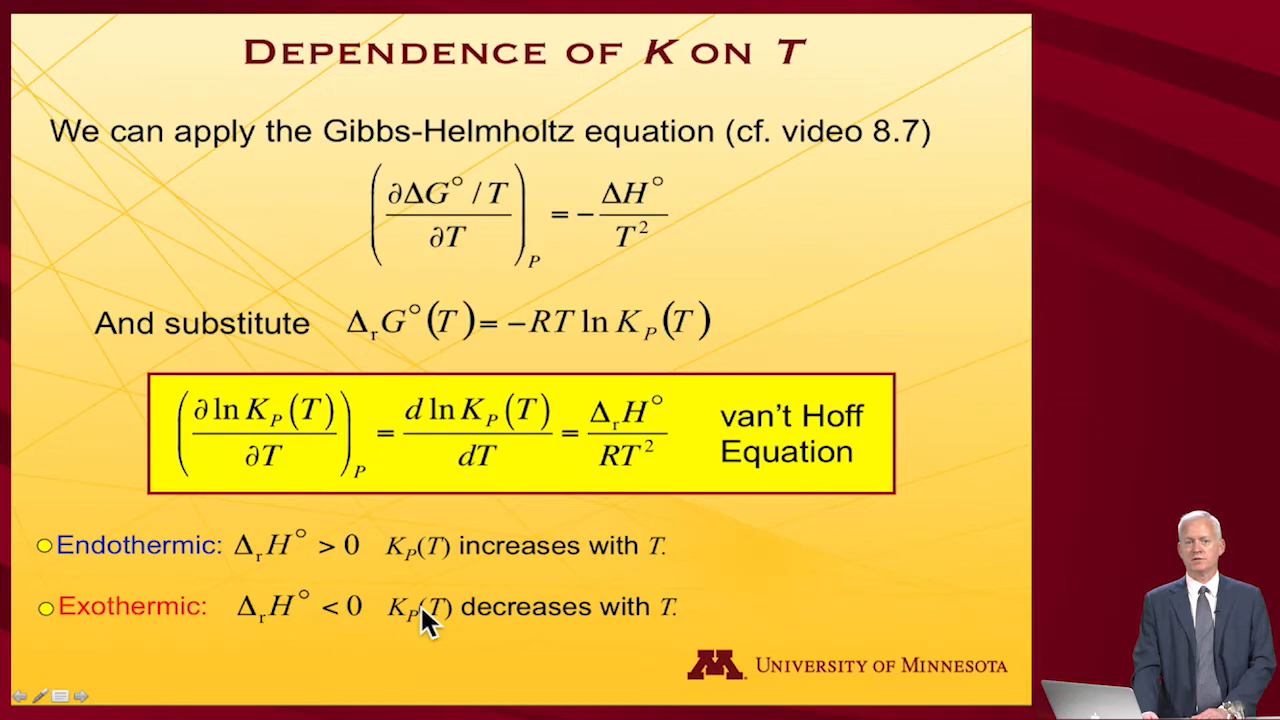 DEPENDENCE OF K ON T
We can apply the Gibbs-Helmholtz equation (cf. video 8.7)
(∂ΔG°/T / ∂T)_P = − ΔH° / T²
And substitute Δ_rG°(T) = −RT ln K_P(T)
(∂ ln K_P(T) / ∂T)_P = d ln K_P(T) / dT = Δ_rH° / RT² van't Hoff Equation
Endothermic: Δ_rH° > 0 K_P(T) increases with T.
Exothermic: Δ_rH° < 0 K_P(T) decreases with T.
M UNIVERSITY OF MINNESOTA